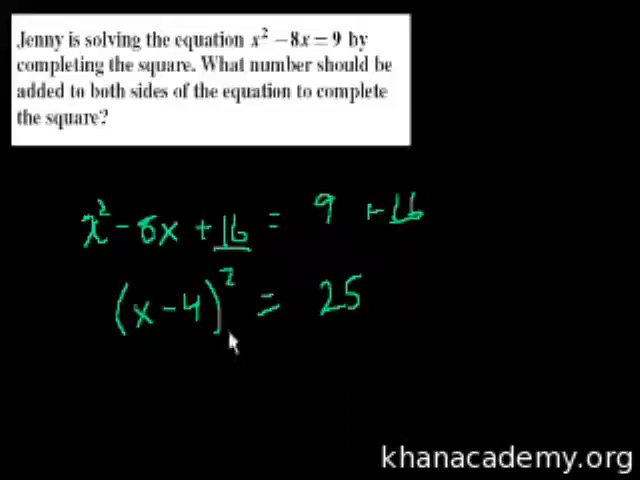 Jenny is solving the equation x² − 8x = 9 by
completing the square. What number should be
added to both sides of the equation to complete
the square?
x² - 8x + 16 = 9 + 16
(x - 4)² = 25
khanacademy.org